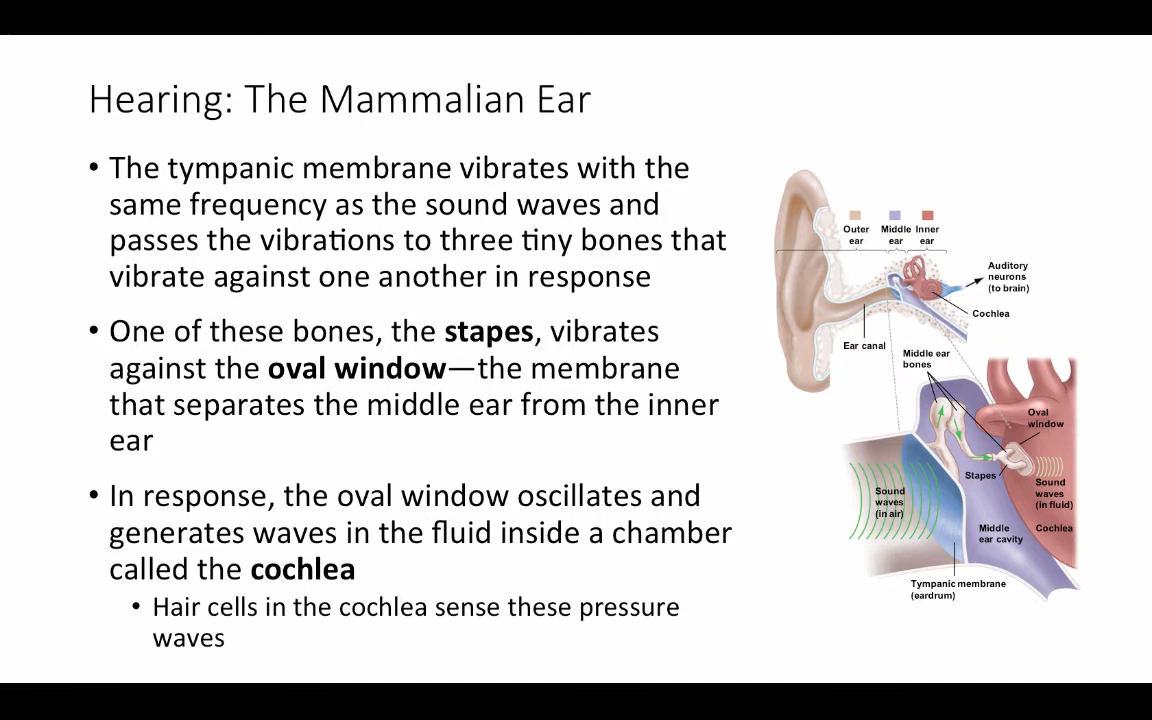 Hearing: The Mammalian Ear
• The tympanic membrane vibrates with the
same frequency as the sound waves and
passes the vibrations to three tiny bones that
vibrate against one another in response
• One of these bones, the stapes, vibrates
against the oval window—the membrane
that separates the middle ear from the inner
ear
• In response, the oval window oscillates and
generates waves in the fluid inside a chamber
called the cochlea
• Hair cells in the cochlea sense these pressure
waves
Outer
ear
Middle
ear
Inner
ear
Auditory
neurons
(to brain)
Cochlea
Ear canal
Middle ear
bones
Oval
window
Stapes
Sound
waves
(in air)
Sound
waves
(in fluid)
Middle
ear cavity
Cochlea
Tympanic membrane
(eardrum)